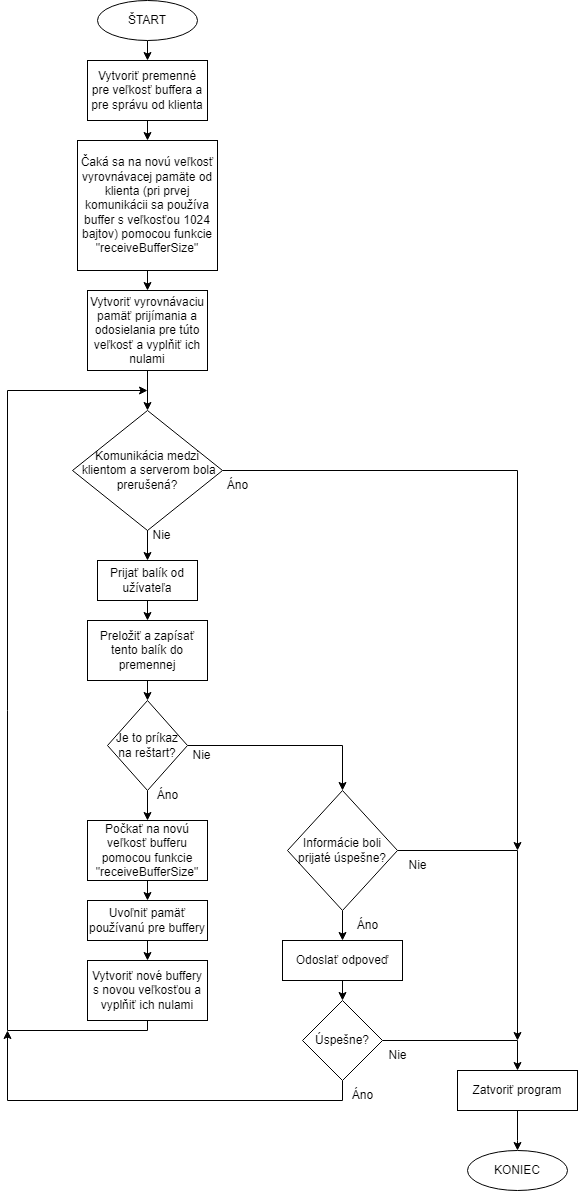 ŠTART
Vytvoriť premenné
pre veľkosť buffera a
pre správu od klienta
Čaká sa na novú veľkosť
vyrovnávacej pamäte od
klienta (pri prvej
komunikácii sa používa
buffer s veľkosťou 1024
bajtov) pomocou funkcie
"receiveBufferSize"
Vytvoriť vyrovnávaciu
pamäť prijímania a
odosielania pre túto
veľkosť a vyplňiť ich
nulami
Komunikácia medzi
klientom a serverom bola
prerušená?
Áno
Nie
Prijať balík od
užívateľa
Preložiť a zapísať
tento balík do
premennej
Je to príkaz
na reštart?
Nie
Áno
Počkať na novú
veľkosť bufferu
pomocou funkcie
"receiveBufferSize"
Informácie boli
prijaté úspešne?
Nie
Áno
Uvoľniť pamäť
používanú pre buffery
Odoslať odpoveď
Vytvoriť nové buffery
s novou veľkosťou a
vyplňiť ich nulami
Úspešne?
Nie
Áno
Zatvoriť program
KONIEC